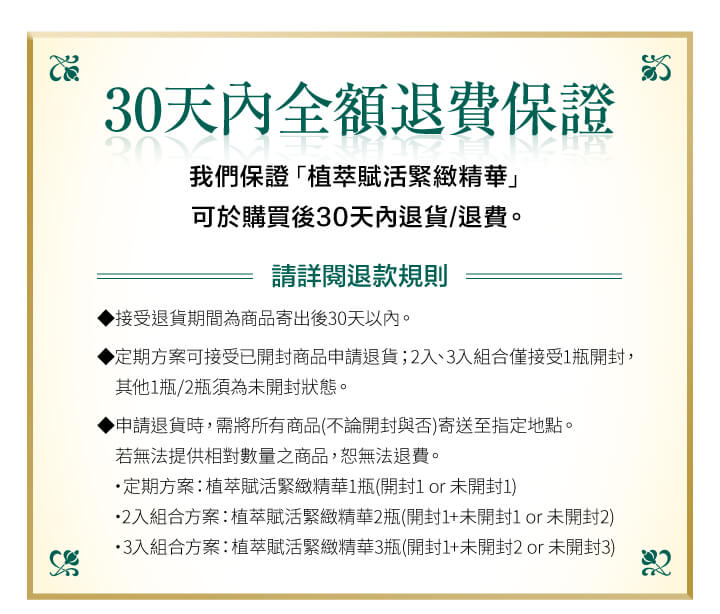 30天內全額退費保證
我們保證「植萃賦活緊緻精華」
可於購買後30天內退貨/退費。
請詳閱退款規則
◆接受退貨期間為商品寄出後30天以內。
◆定期方案可接受已開封商品申請退貨；2入、3入組合僅接受1瓶開封，
其他1瓶/2瓶須為未開封狀態。
◆申請退貨時，需將所有商品(不論開封與否)寄送至指定地點。
若無法提供相對數量之商品，恕無法退費。
・定期方案：植萃賦活緊緻精華1瓶(開封1 or 未開封1)
・2入組合方案：植萃賦活緊緻精華2瓶(開封1+未開封1 or 未開封2)
・3入組合方案：植萃賦活緊緻精華3瓶(開封1+未開封2 or 未開封3)